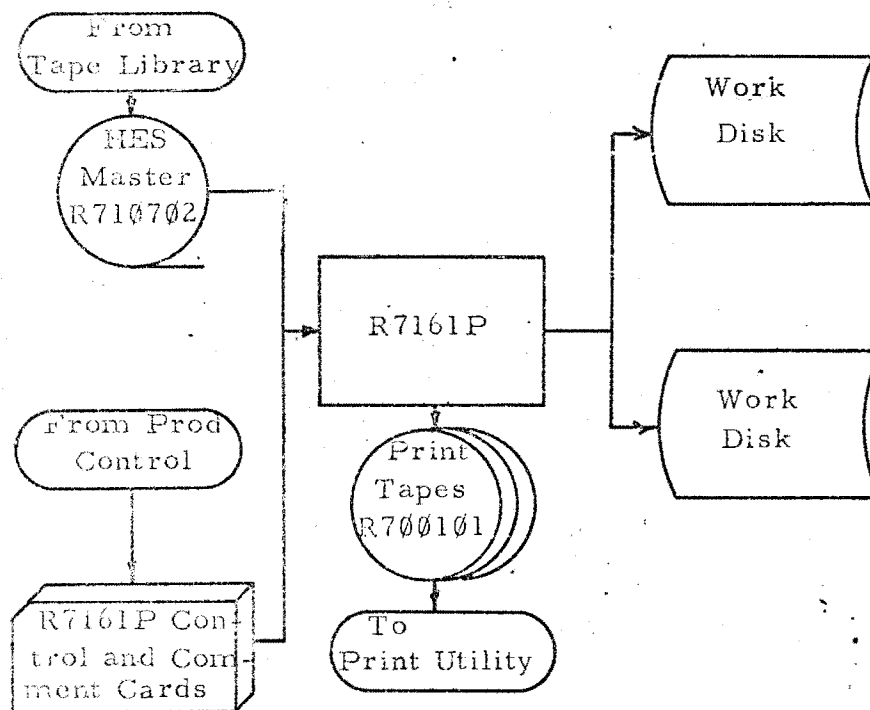 From
Tape Library
HES
Master
R71Ø7Ø2
Work
Disk
R7161P
Work
Disk
From Prod
Control
Print
Tapes
R7ØØ1Ø1
R7161P Con-
trol and Com-
ment Cards
To
Print Utility